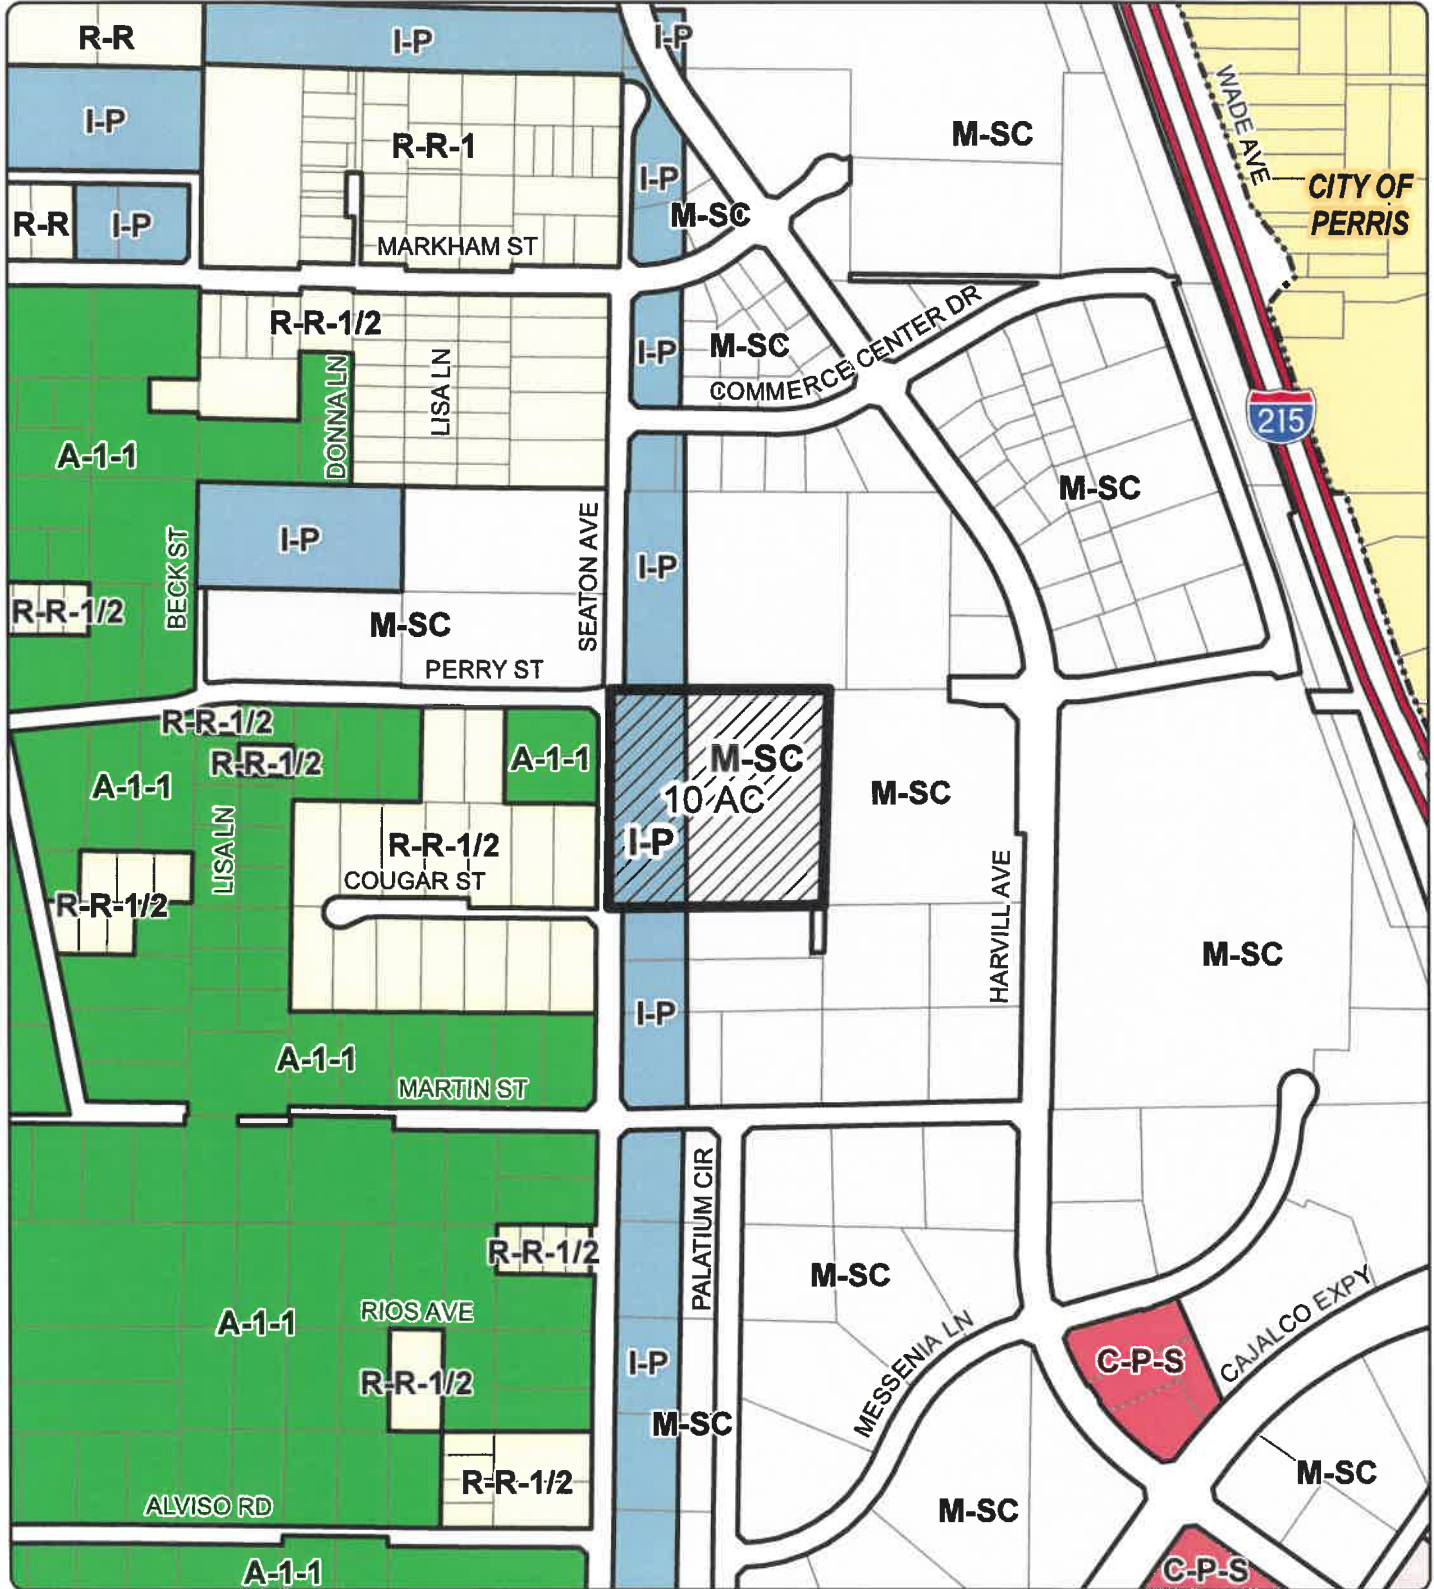 R-R
I-P
I-P
I-P
R-R-1
M-SC
WADE AVE
CITY OF
PERRIS
I-P
R-R
I-P
M-SC
MARKHAM ST
R-R-1/2
I-P
M-SC
COMMERCE CENTER DR
DONNA LN
LISA LN
215
A-1-1
M-SC
I-P
BECK ST
SEATON AVE
I-P
R-R-1/2
M-SC
PERRY ST
R-R-1/2
R-R-1/2
A-1-1
A-1-1
M-SC
10 AC
I-P
M-SC
LISA LN
R-R-1/2
COUGAR ST
R-R-1/2
HARVILL AVE
M-SC
I-P
A-1-1
MARTIN ST
PALATIUM CIR
R-R-1/2
M-SC
A-1-1
RIOS AVE
MESSENIA LN
CAJALCO EXPY
C-P-S
I-P
R-R-1/2
M-SC
R-R-1/2
M-SC
M-SC
ALVISO RD
A-1-1
C-P-S